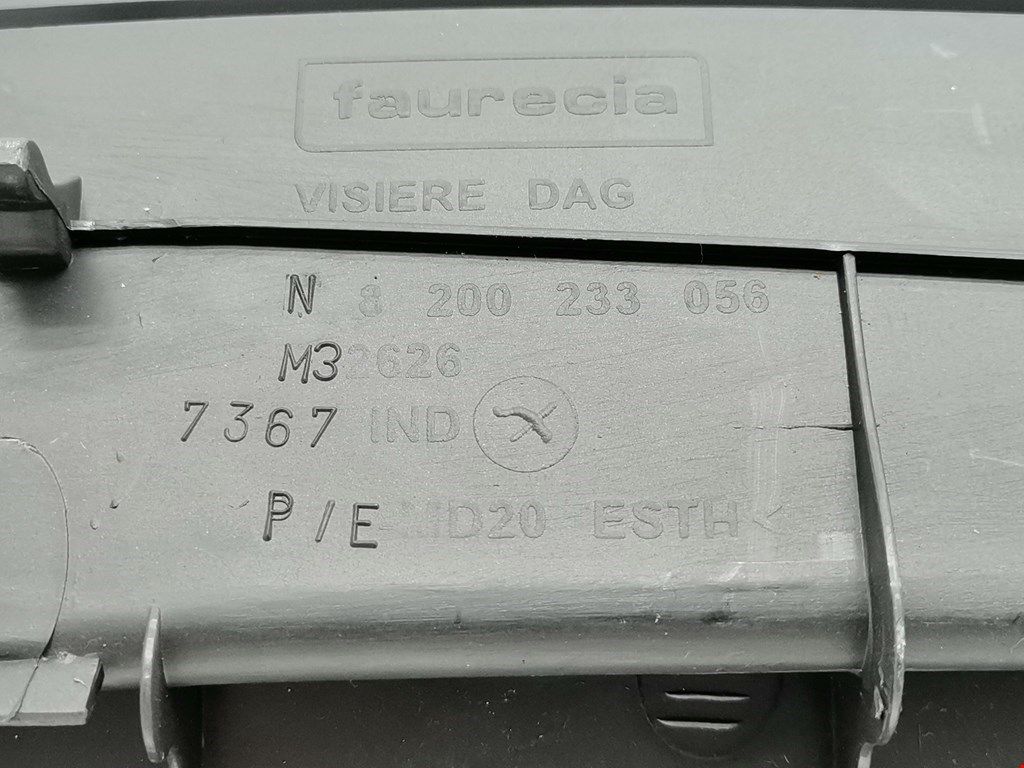 faurecia
VISIERE DAG
N 8 200 233 056
M32626
7367 IND
P/E MD20 ESTH